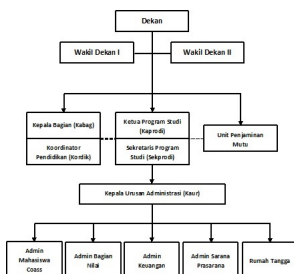 Dekan
Wakil Dekan I
Wakil Dekan II
Kepala Bagian (Kabag)
Koordinator
Pendidikan (Kordik)
Ketua Program Studi
(Kaprodi)
Sekretaris Program
Studi (Sekprodi)
Unit Penjaminan
Mutu
Kepala Urusan Administrasi (Kaur)
Admin
Mahasiswa
Coass
Admin Bagian
Nilai
Admin
Keuangan
Admin Sarana
Prasarana
Rumah Tangga